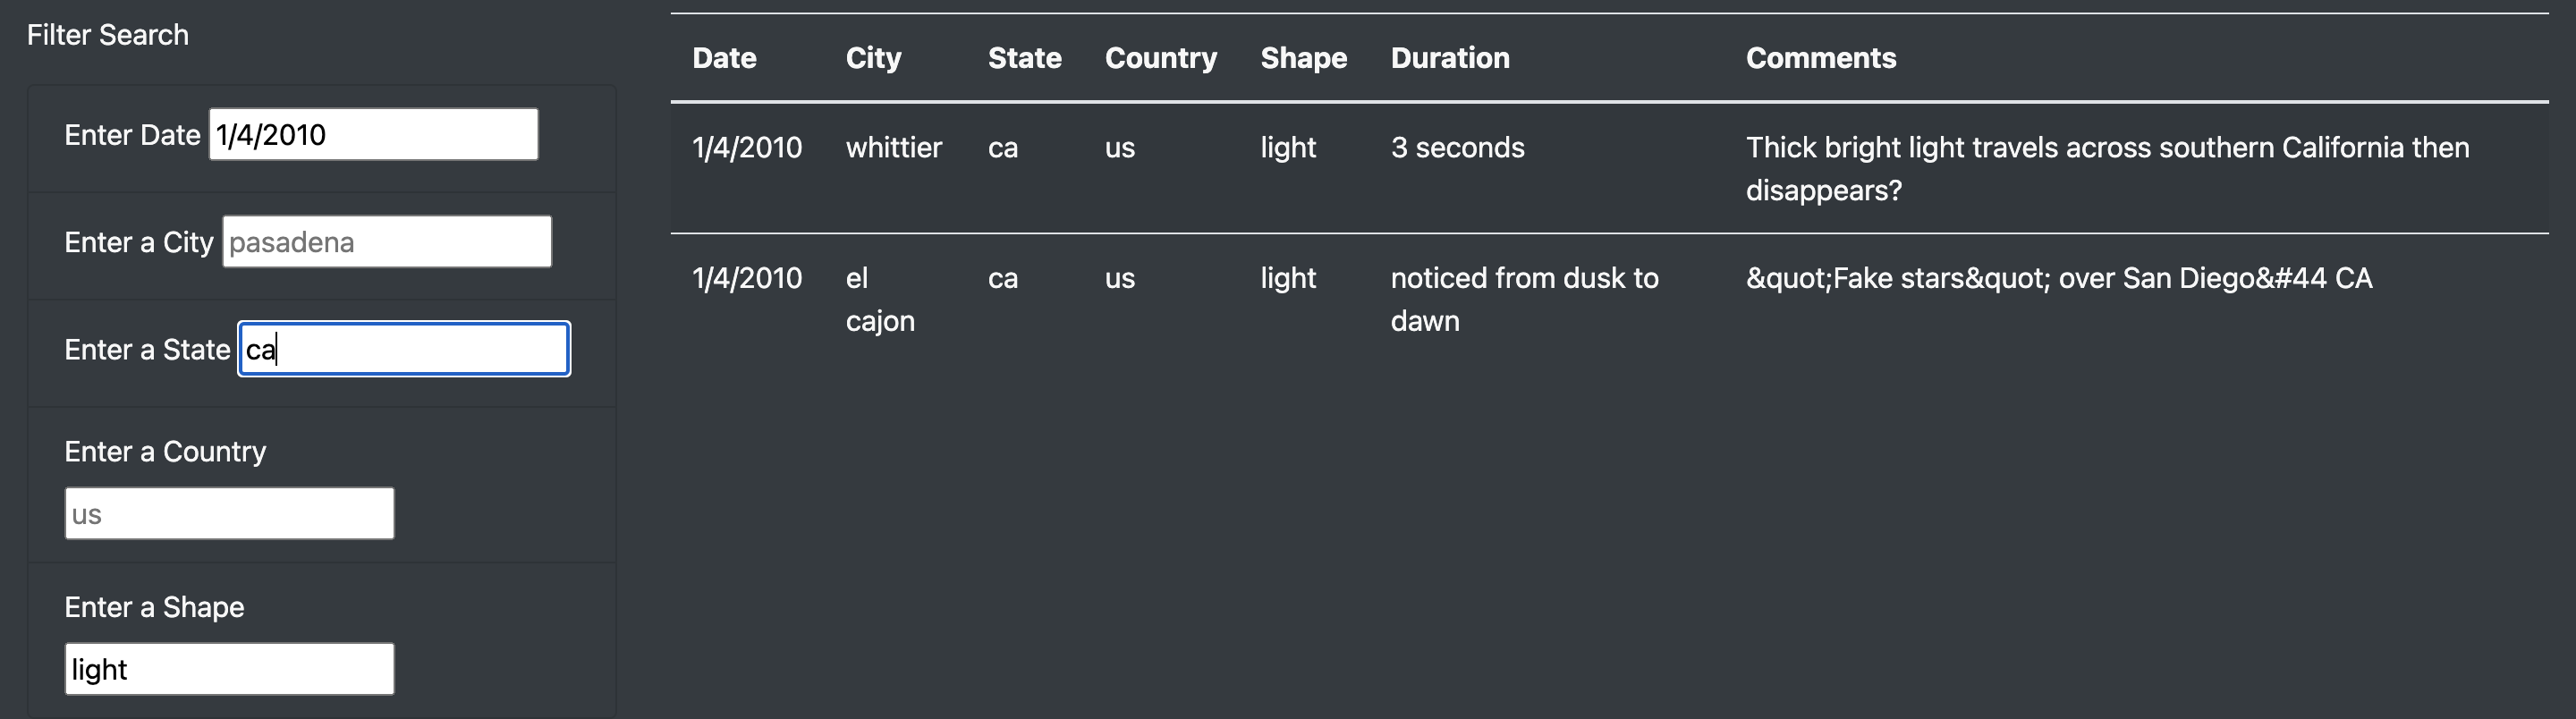 Filter Search
Enter Date 1/4/2010
Enter a City pasadena
Enter a State ca
Enter a Country
us
Enter a Shape
light
Date City State Country Shape Duration Comments
1/4/2010 whittier ca us light 3 seconds Thick bright light travels across southern California then
disappears?
1/4/2010 el ca us light noticed from dusk to &quot;Fake stars&quot; over San Diego&#44 CA
cajon dawn